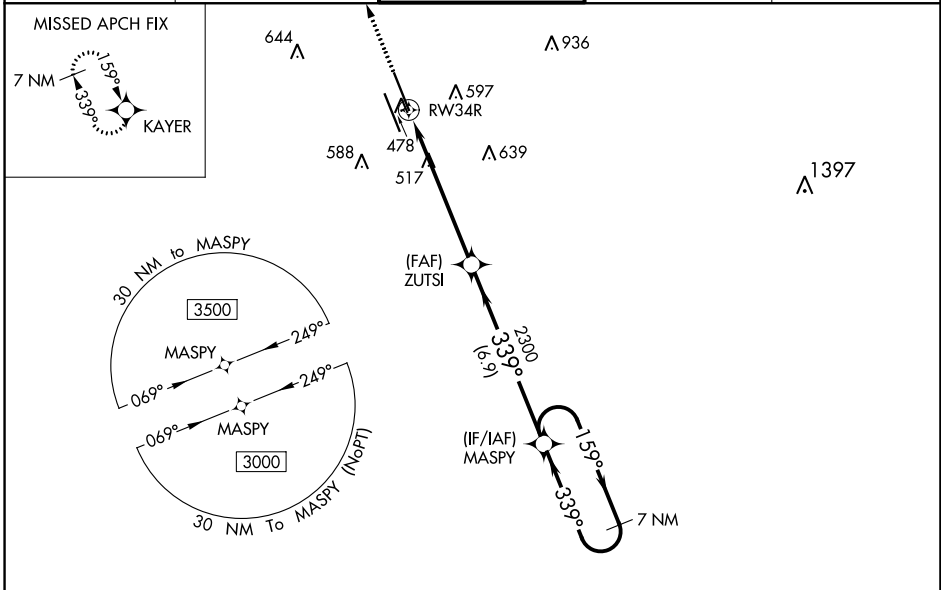 MISSED APCH FIX
7 NM
159°
339°
KAYER
644
936
597
RW34R
478
588
517
639
1397
(FAF)
ZUTSI
2300
339°
(6.9)
(IF/IAF)
MASPY
159°
339°
7 NM
30 NM to MASPY
3500
MASPY
249°
069°
249°
069°
MASPY
3000
30 NM To MASPY (NoPT)